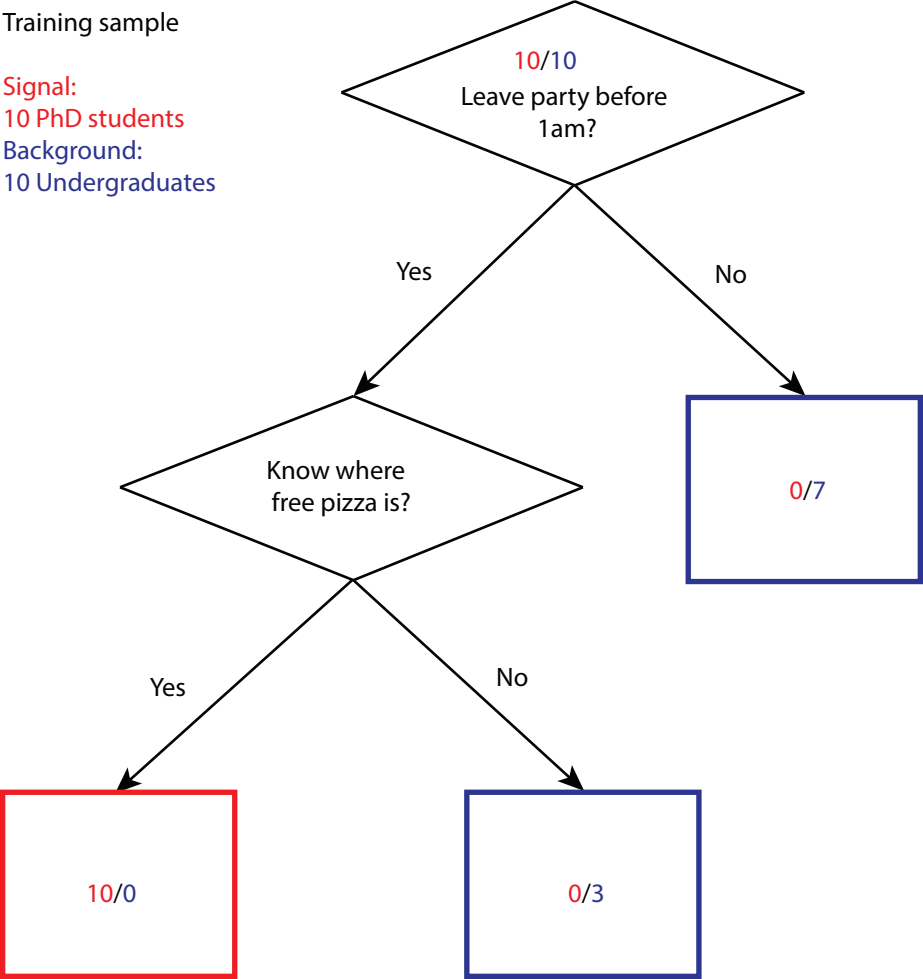 Training sample
Signal:
10 PhD students
Background:
10 Undergraduates
10/10
Leave party before
1am?
Yes
No
Know where
free pizza is?
0/7
Yes
No
10/0
0/3